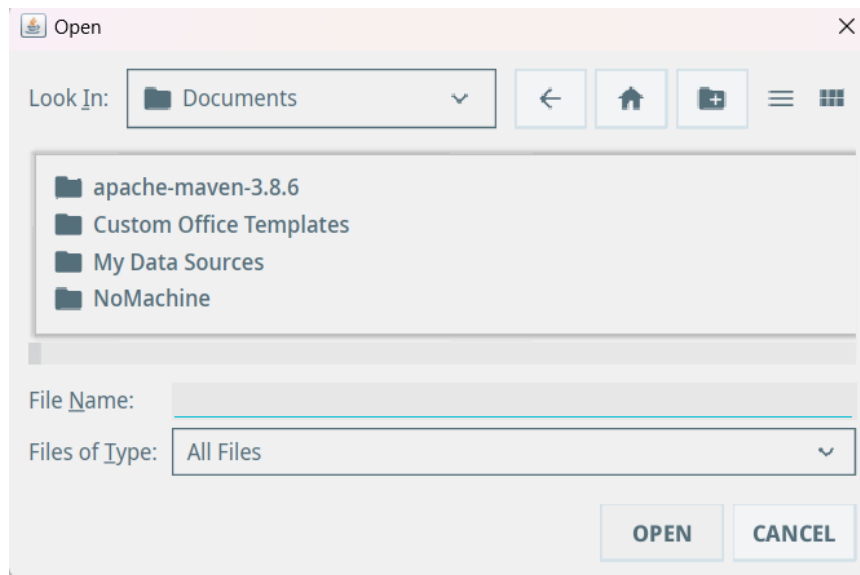 Open
Look In: Documents
apache-maven-3.8.6
Custom Office Templates
My Data Sources
NoMachine
File Name:
Files of Type: All Files
OPEN CANCEL